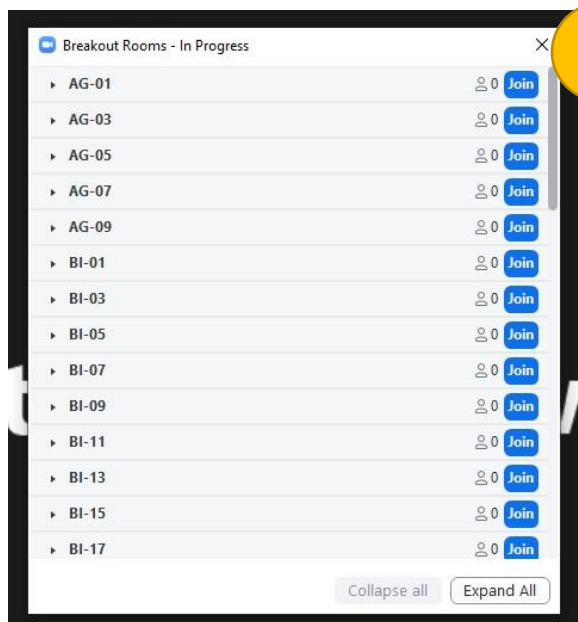 Breakout Rooms - In Progress
AG-01 0 Join
AG-03 0 Join
AG-05 0 Join
AG-07 0 Join
AG-09 0 Join
BI-01 0 Join
BI-03 0 Join
BI-05 0 Join
BI-07 0 Join
BI-09 0 Join
BI-11 0 Join
BI-13 0 Join
BI-15 0 Join
BI-17 0 Join
Collapse all Expand All